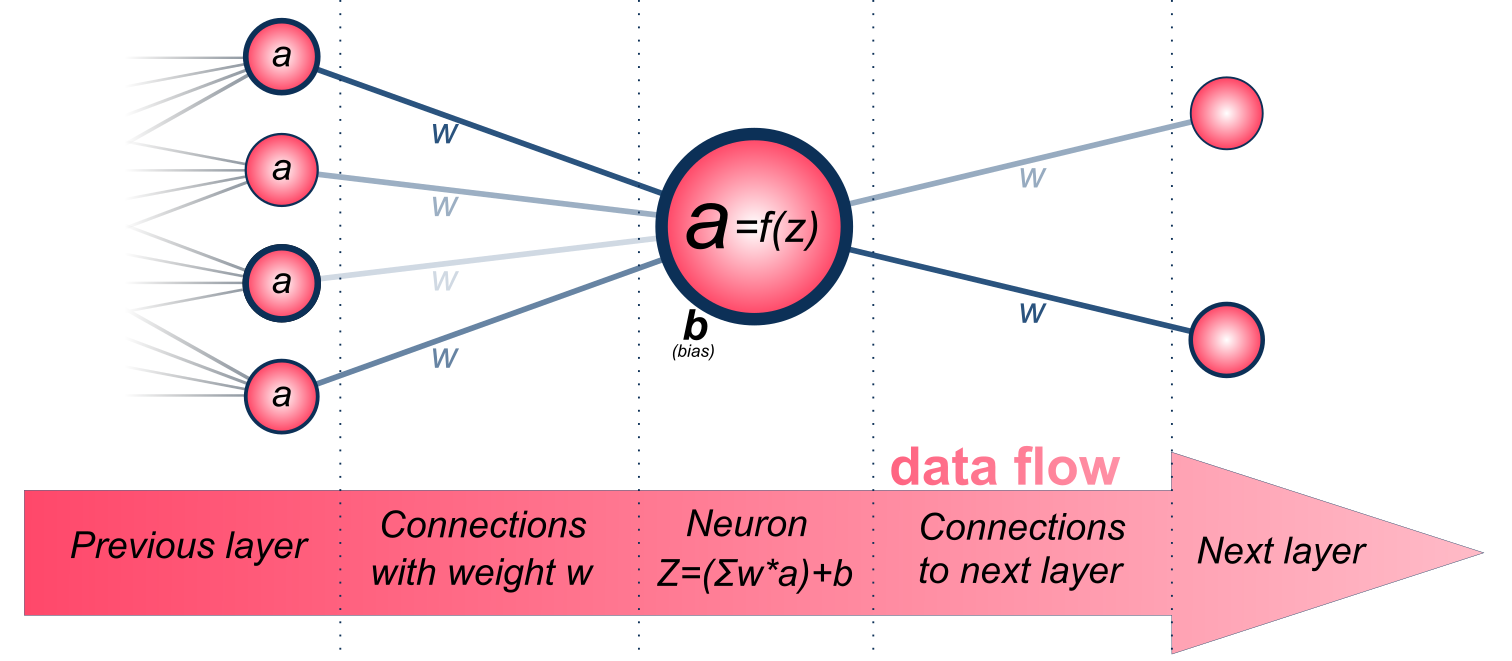 a
a
a
a
w
w
w
w
a=f(z)
b
(bias)
w
w
data flow
Previous layer
Connections
with weight w
Neuron
Z=(Σw*a)+b
Connections
to next layer
Next layer